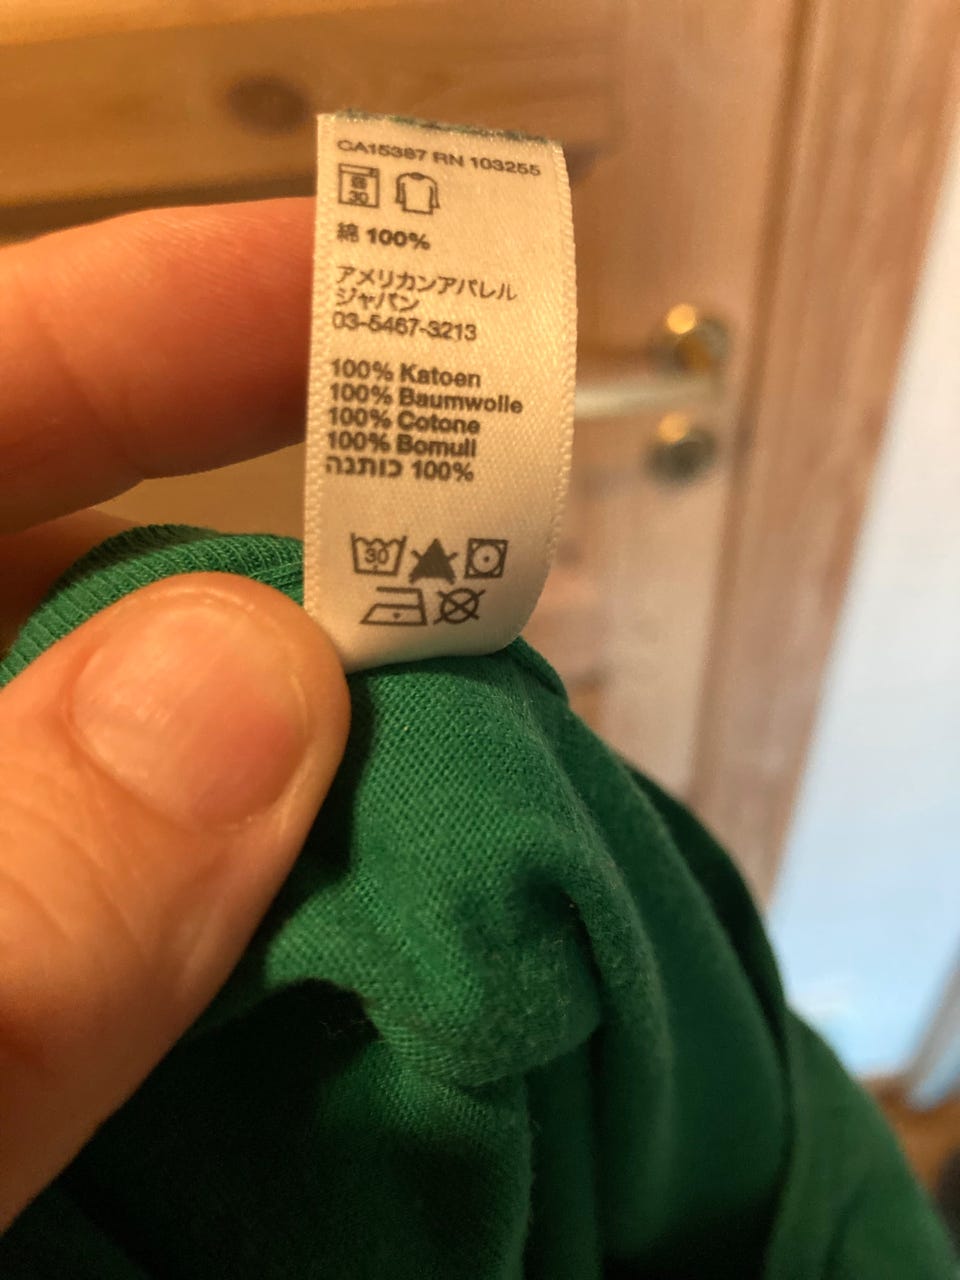 CA15387 RN 103255
30
綿 100%
アメリカンアパレル
ジャパン
03-5467-3213
100% Katoen
100% Baumwolle
100% Cotone
100% Bomull
100% כותנה
30